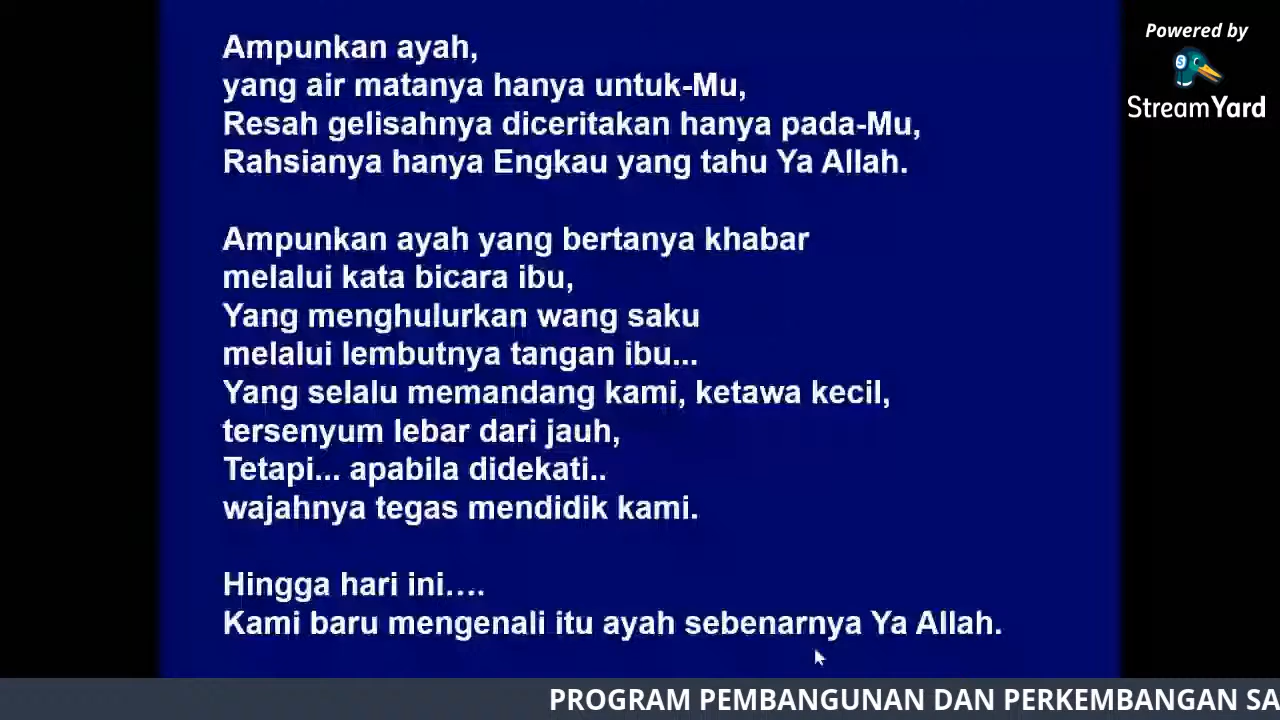 Ampunkan ayah,
yang air matanya hanya untuk-Mu,
Resah gelisahnya diceritakan hanya pada-Mu,
Rahsianya hanya Engkau yang tahu Ya Allah.
Ampunkan ayah yang bertanya khabar
melalui kata bicara ibu,
Yang menghulurkan wang saku
melalui lembutnya tangan ibu...
Yang selalu memandang kami, ketawa kecil,
tersenyum lebar dari jauh,
Tetapi... apabila didekati..
wajahnya tegas mendidik kami.
Hingga hari ini....
Kami baru mengenali itu ayah sebenarnya Ya Allah.
Powered by
StreamYard
PROGRAM PEMBANGUNAN DAN PERKEMBANGAN SA